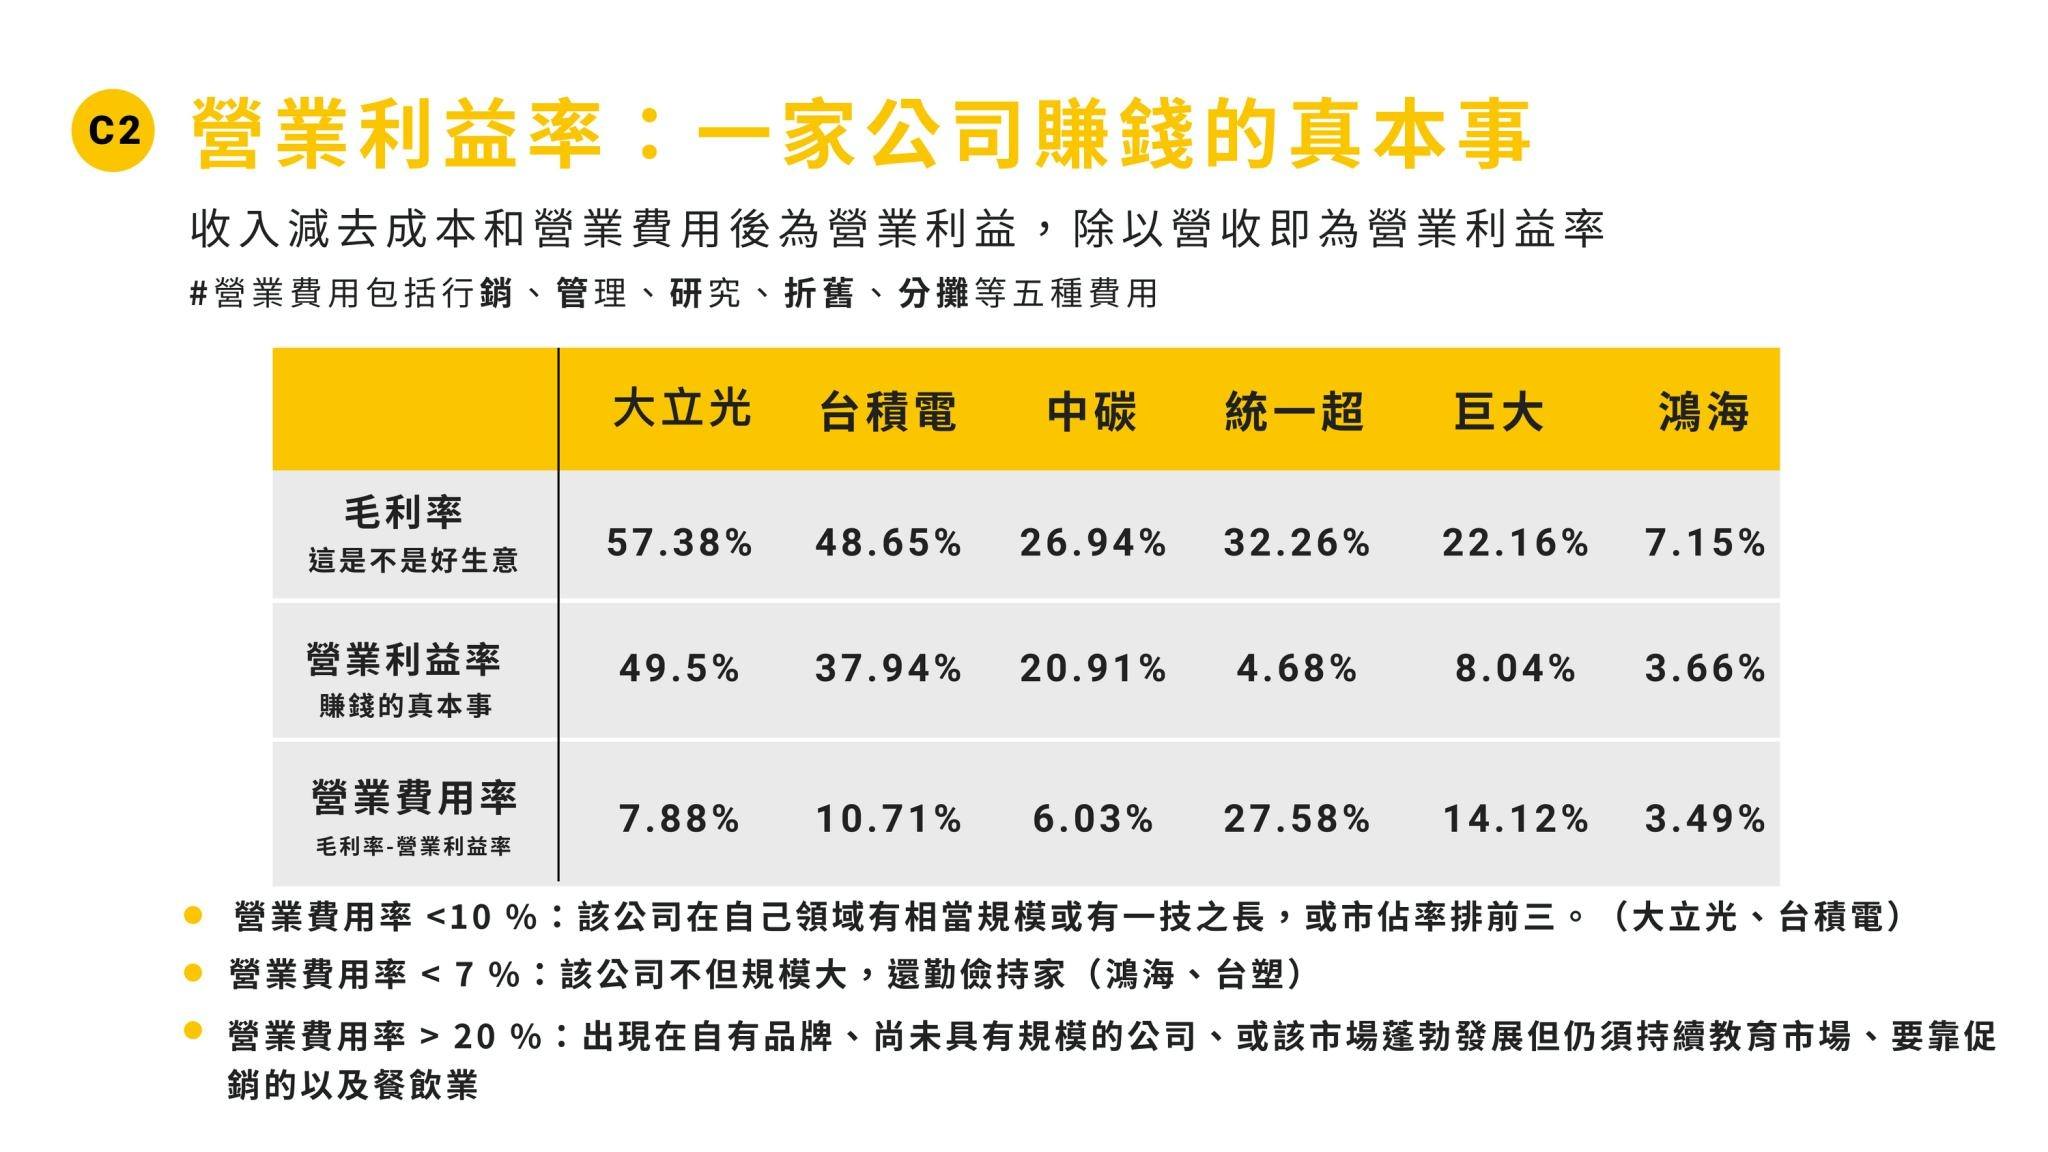 C2 營業利益率：一家公司賺錢的真本事
收入減去成本和營業費用後為營業利益，除以營收即為營業利益率
#營業費用包括行銷、管理、研究、折舊、分攤等五種費用
大立光 台積電 中碳 統一超 巨大 鴻海
毛利率
這是不是好生意
57.38% 48.65% 26.94% 32.26% 22.16% 7.15%
營業利益率
賺錢的真本事
49.5% 37.94% 20.91% 4.68% 8.04% 3.66%
營業費用率
毛利率-營業利益率
7.88% 10.71% 6.03% 27.58% 14.12% 3.49%
營業費用率 <10 %：該公司在自己領域有相當規模或有一技之長，或市佔率排前三。（大立光、台積電）
營業費用率 < 7 %：該公司不但規模大，還勤儉持家（鴻海、台塑）
營業費用率 > 20 %：出現在自有品牌、尚未具有規模的公司、或該市場蓬勃發展但仍須持續教育市場、要靠促
銷的以及餐飲業